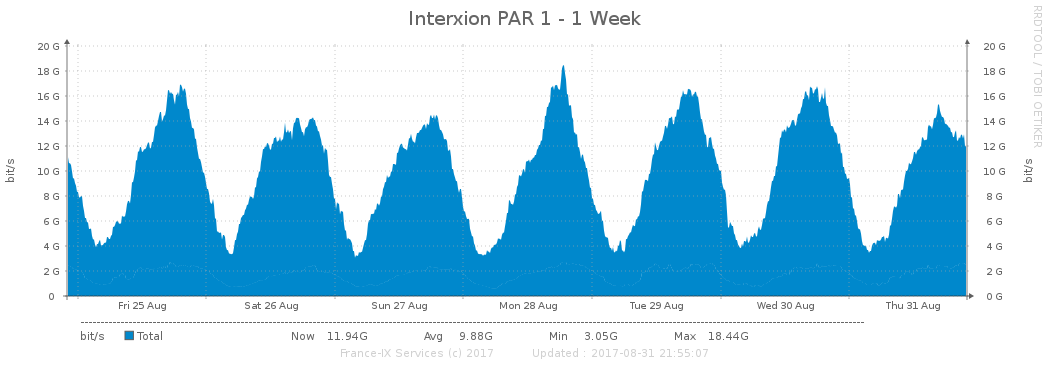 Interxion PAR 1 - 1 Week
RRDTOOL / TOBI OETIKER
bit/s
20 G 20 G
18 G 18 G
16 G 16 G
14 G 14 G
12 G 12 G
10 G 10 G
8 G 8 G
6 G 6 G
4 G 4 G
2 G 2 G
0 0 G
bit/s
Fri 25 Aug Sat 26 Aug Sun 27 Aug Mon 28 Aug Tue 29 Aug Wed 30 Aug Thu 31 Aug
bit/s Total Now 11.94G Avg 9.88G Min 3.05G Max 18.44G
France-IX Services (c) 2017 Updated : 2017-08-31 21:55:07